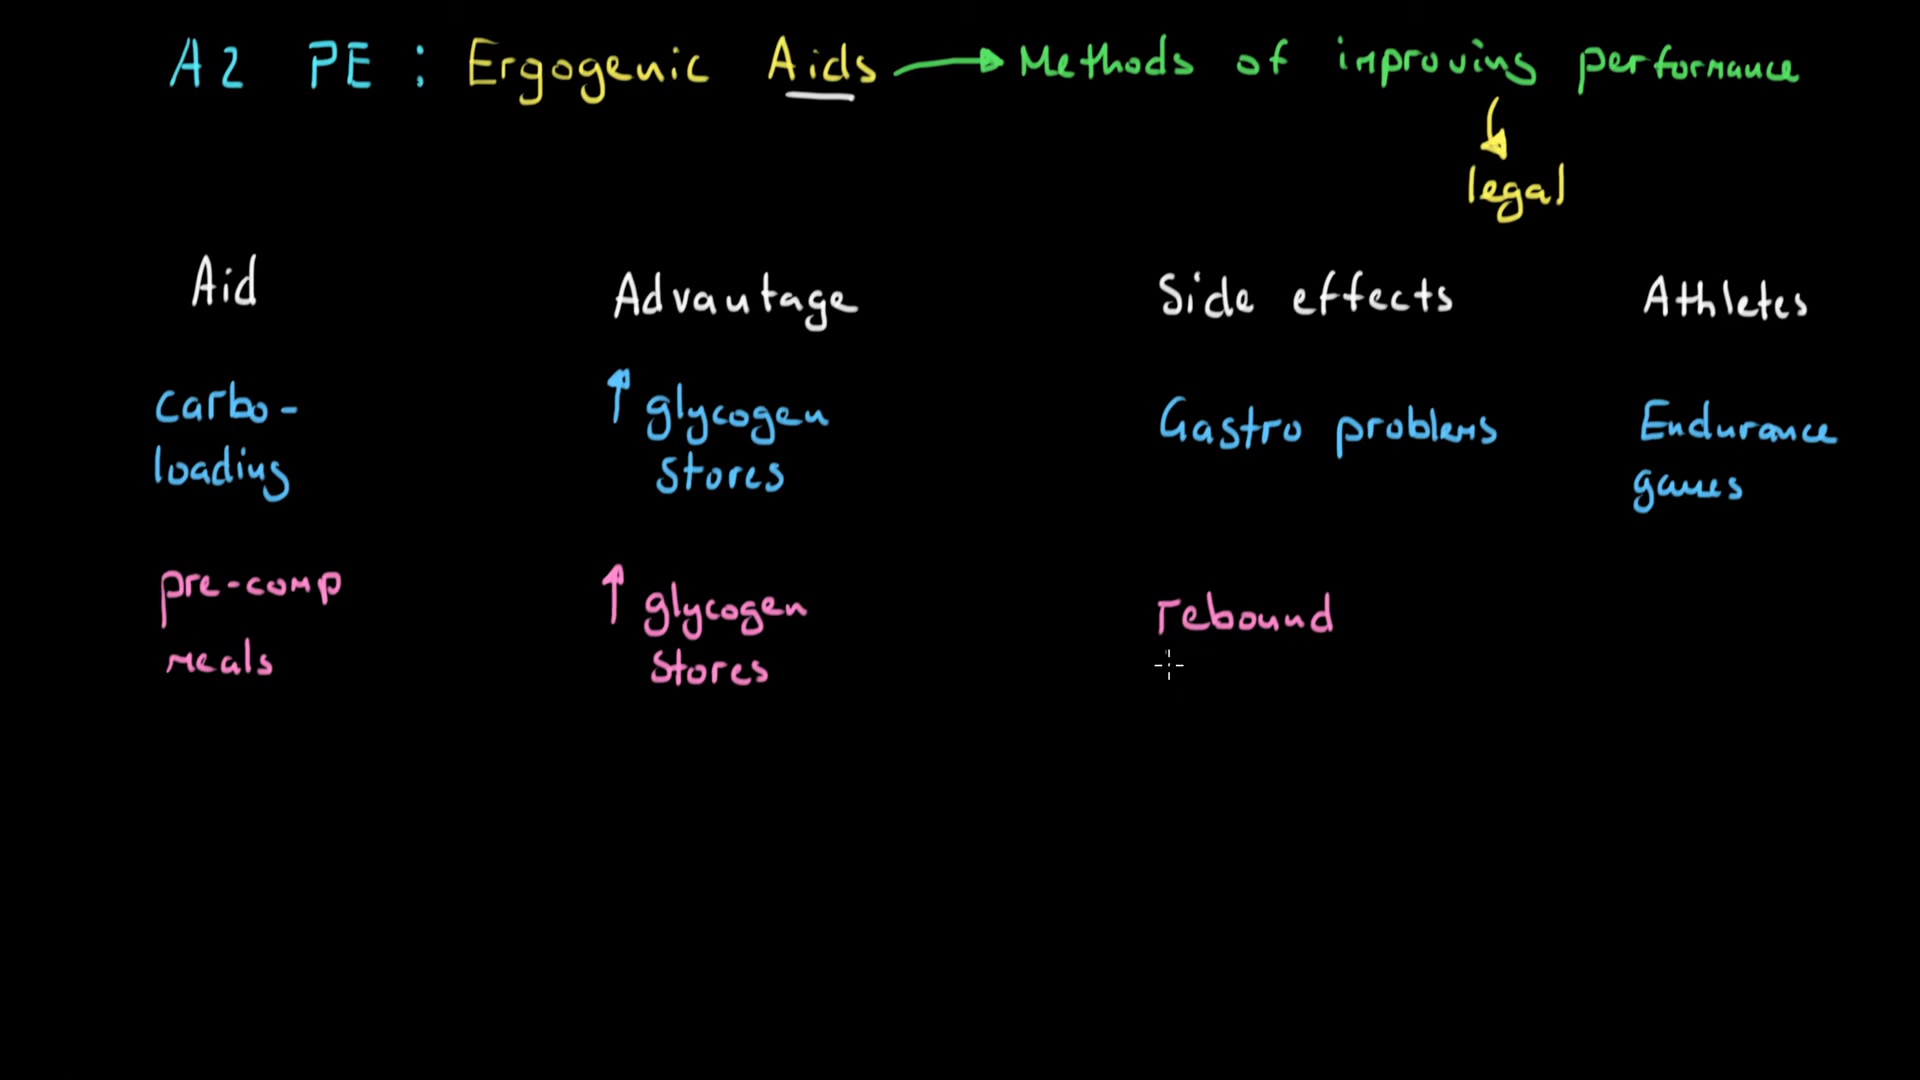 A2 PE : Ergogenic Aids → Methods of improving performance
legal
Aid Advantage Side effects Athletes
carbo-
loading
↑ glycogen
stores
Gastro problems
Endurance
games
pre-comp
meals
↑ glycogen
stores
rebound